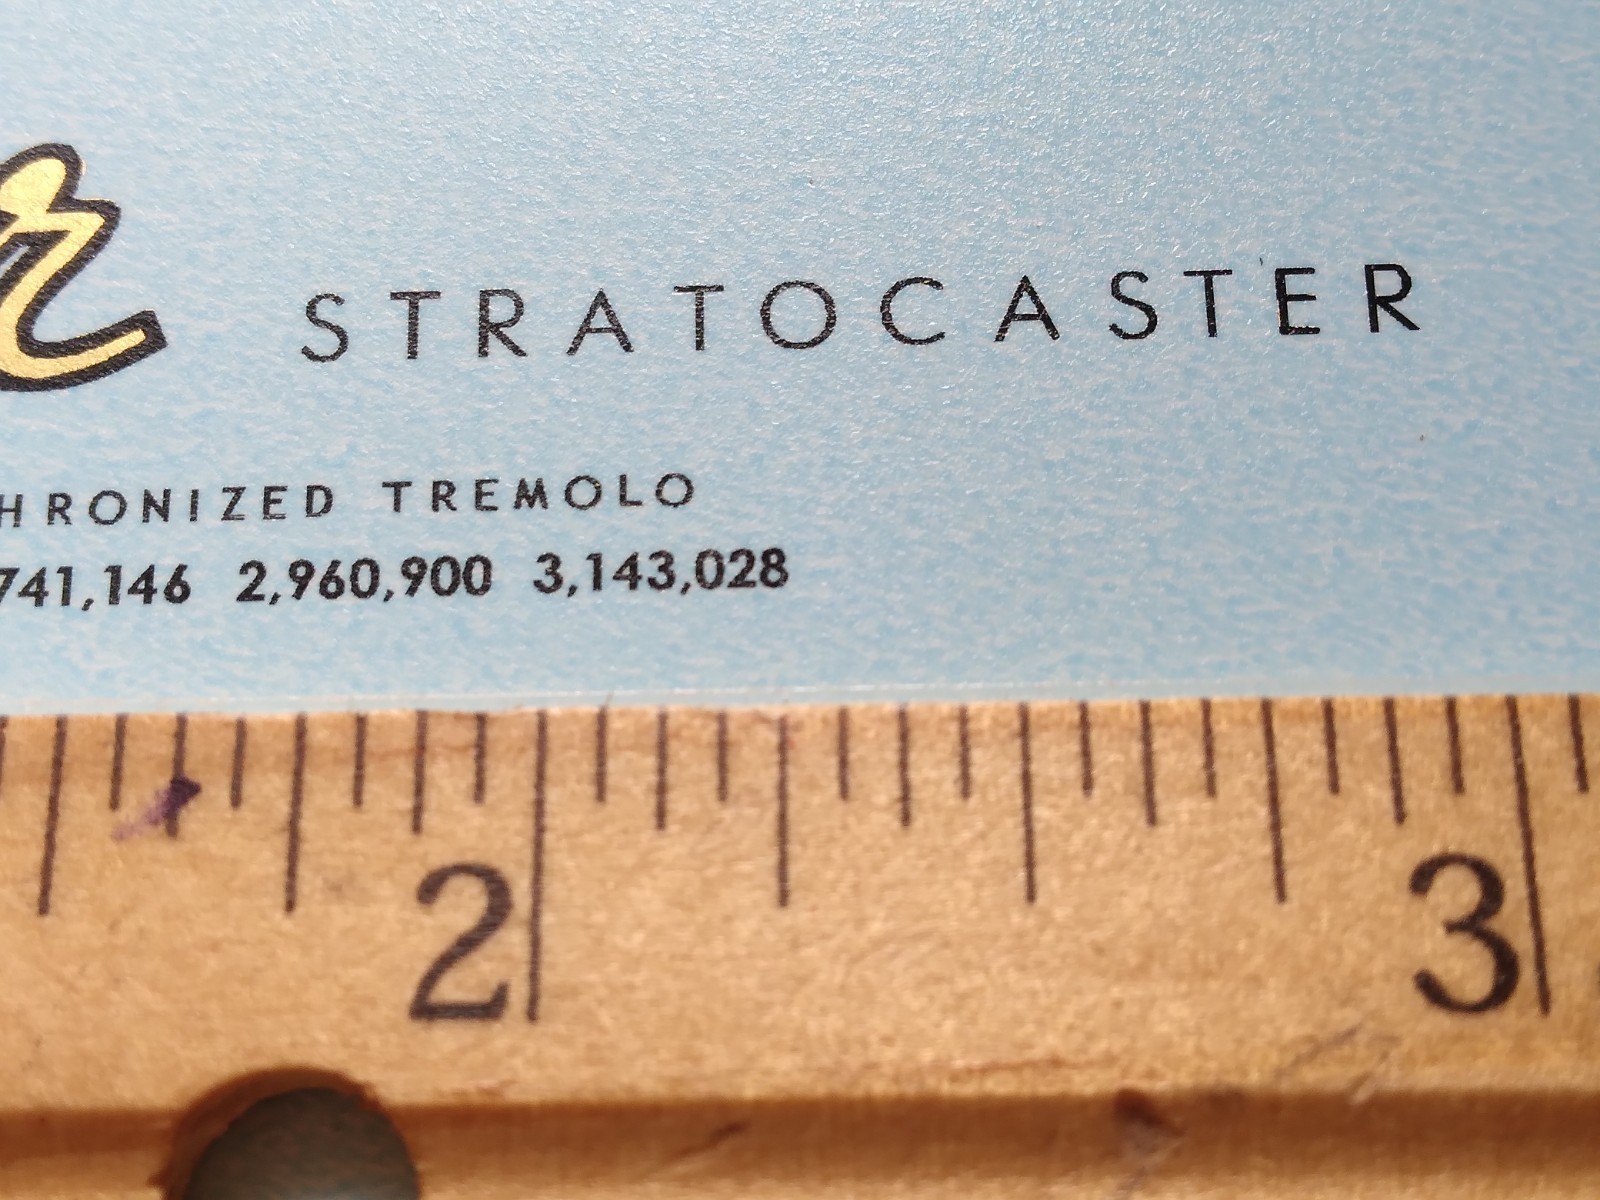 r STRATOCASTER
HRONIZED TREMOLO
741,146 2,960,900 3,143,028
2 3